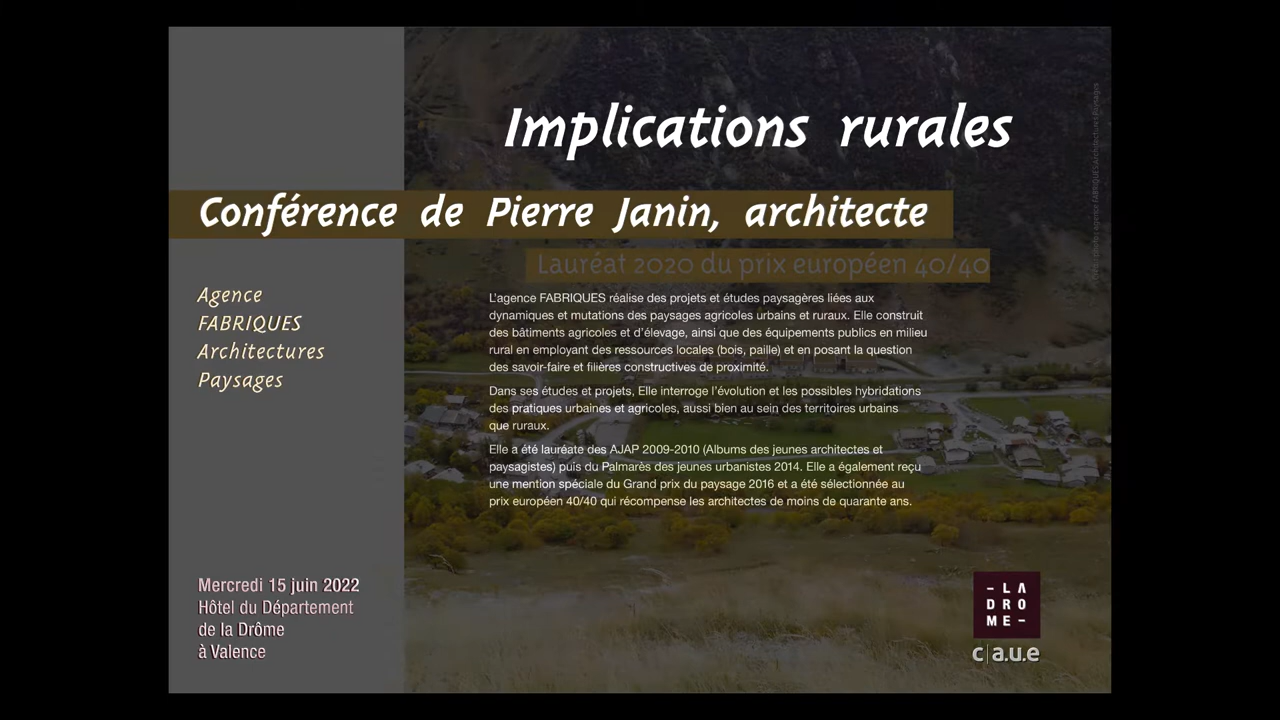 Implications rurales
Conférence de Pierre Janin, architecte
Lauréat 2020 du prix européen 40/40
Agence
FABRIQUES
Architectures
Paysages
L'agence FABRIQUES réalise des projets et études paysagères liées aux
dynamiques et mutations des paysages agricoles urbains et ruraux. Elle construit
des bâtiments agricoles et d'élevage, ainsi que des équipements publics en milieu
rural en employant des ressources locales (bois, paille) et en posant la question
des savoir-faire et filières constructives de proximité.
Dans ses études et projets, Elle interroge l'évolution et les possibles hybridations
des pratiques urbaines et agricoles, aussi bien au sein des territoires urbains
que ruraux.
Elle a été lauréate des AJAP 2009-2010 (Albums des jeunes architectes et
paysagistes) puis du Palmarès des jeunes urbanistes 2014. Elle a également reçu
une mention spéciale du Grand prix du paysage 2016 et a été sélectionnée au
prix européen 40/40 qui récompense les architectes de moins de quarante ans.
Mercredi 15 juin 2022
Hôtel du Département
de la Drôme
à Valence
– L A
D R O
M E –
c|a.u.e
agence FABRIQUES Architectures Paysages